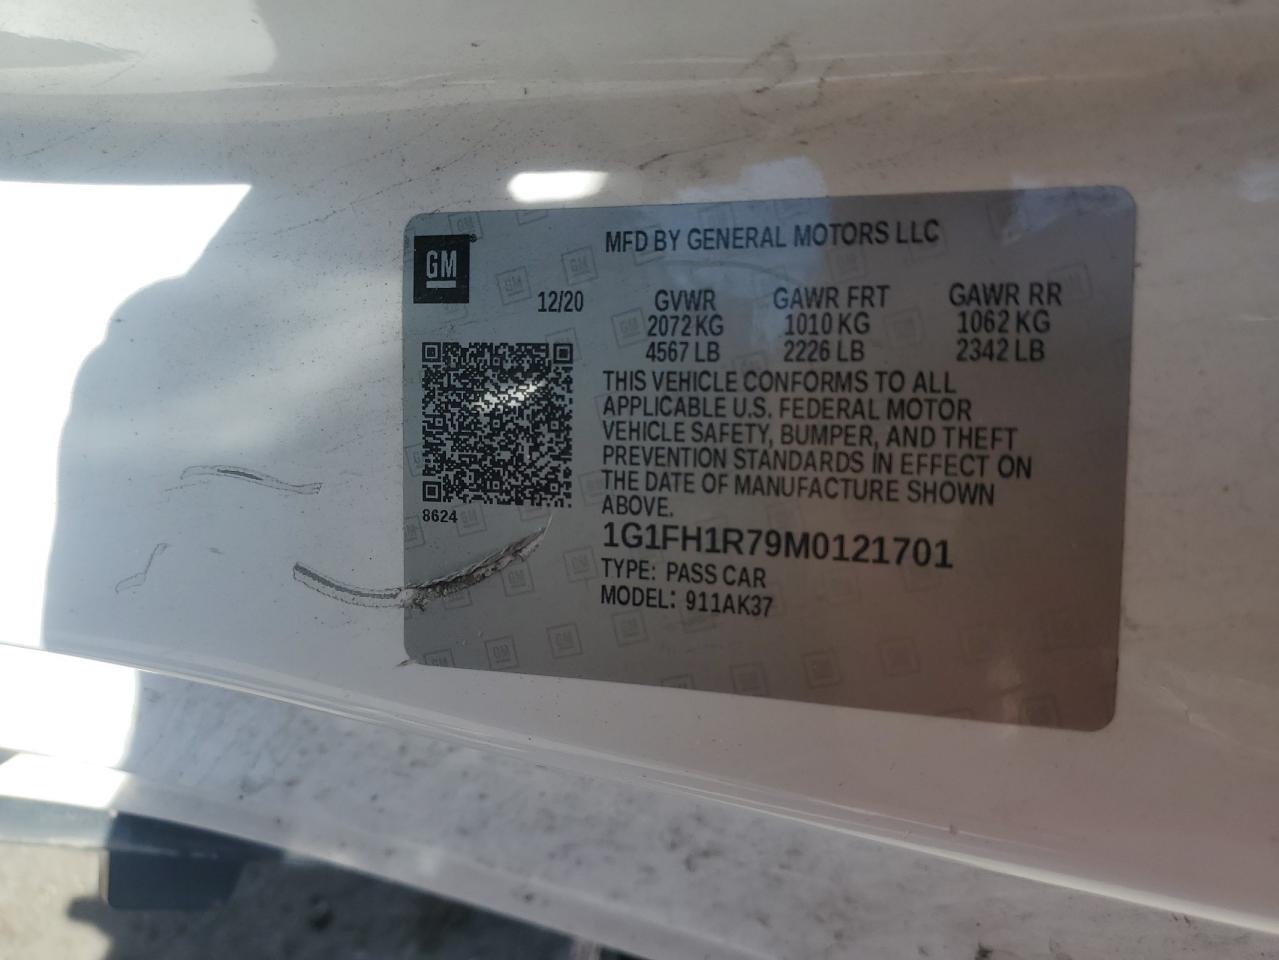 MFD BY GENERAL MOTORS LLC
GM
12/20 GVWR GAWR FRT GAWR RR
2072 KG 1010 KG 1062 KG
4567 LB 2226 LB 2342 LB
THIS VEHICLE CONFORMS TO ALL
APPLICABLE U.S. FEDERAL MOTOR
VEHICLE SAFETY, BUMPER, AND THEFT
PREVENTION STANDARDS IN EFFECT ON
THE DATE OF MANUFACTURE SHOWN
ABOVE.
8624
1G1FH1R79M0121701
TYPE: PASS CAR
MODEL: 911AK37